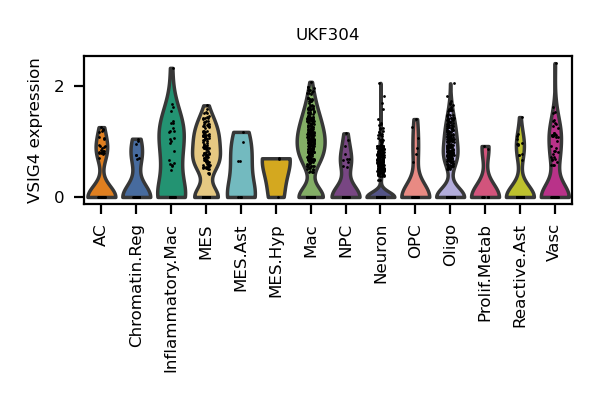 UKF304
VSIG4 expression
2
0
AC
Chromatin.Reg
Inflammatory.Mac
MES
MES.Ast
MES.Hyp
Mac
NPC
Neuron
OPC
Oligo
Prolif.Metab
Reactive.Ast
Vasc